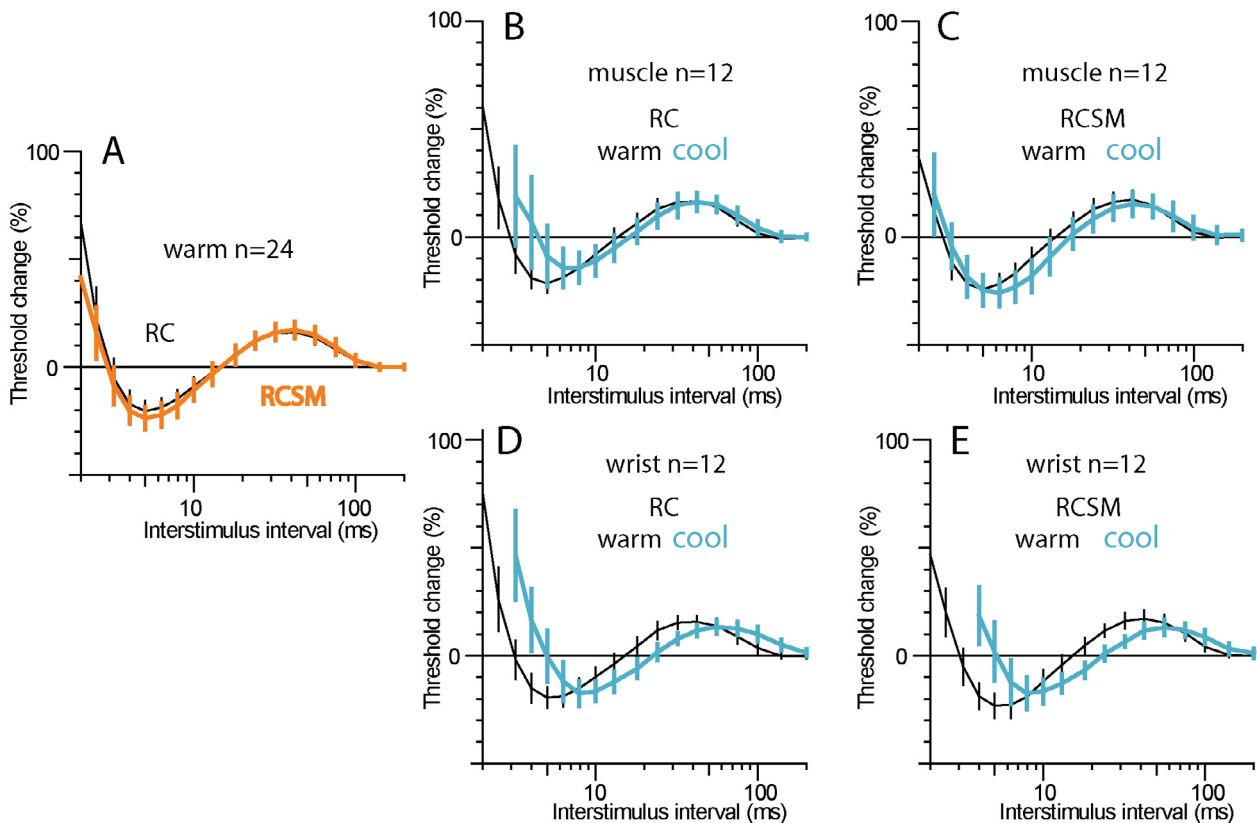 A
100
Threshold change (%)
warm n=24
RC
0
RCSM
10
100
Interstimulus interval (ms)
B
100
Threshold change (%)
muscle n=12
RC
warm cool
0
10
100
Interstimulus interval (ms)
C
100
Threshold change (%)
muscle n=12
RCSM
warm cool
0
10
100
Interstimulus interval (ms)
D
100
Threshold change (%)
wrist n=12
RC
warm cool
0
10
100
Interstimulus interval (ms)
E
100
Threshold change (%)
wrist n=12
RCSM
warm cool
0
10
100
Interstimulus interval (ms)